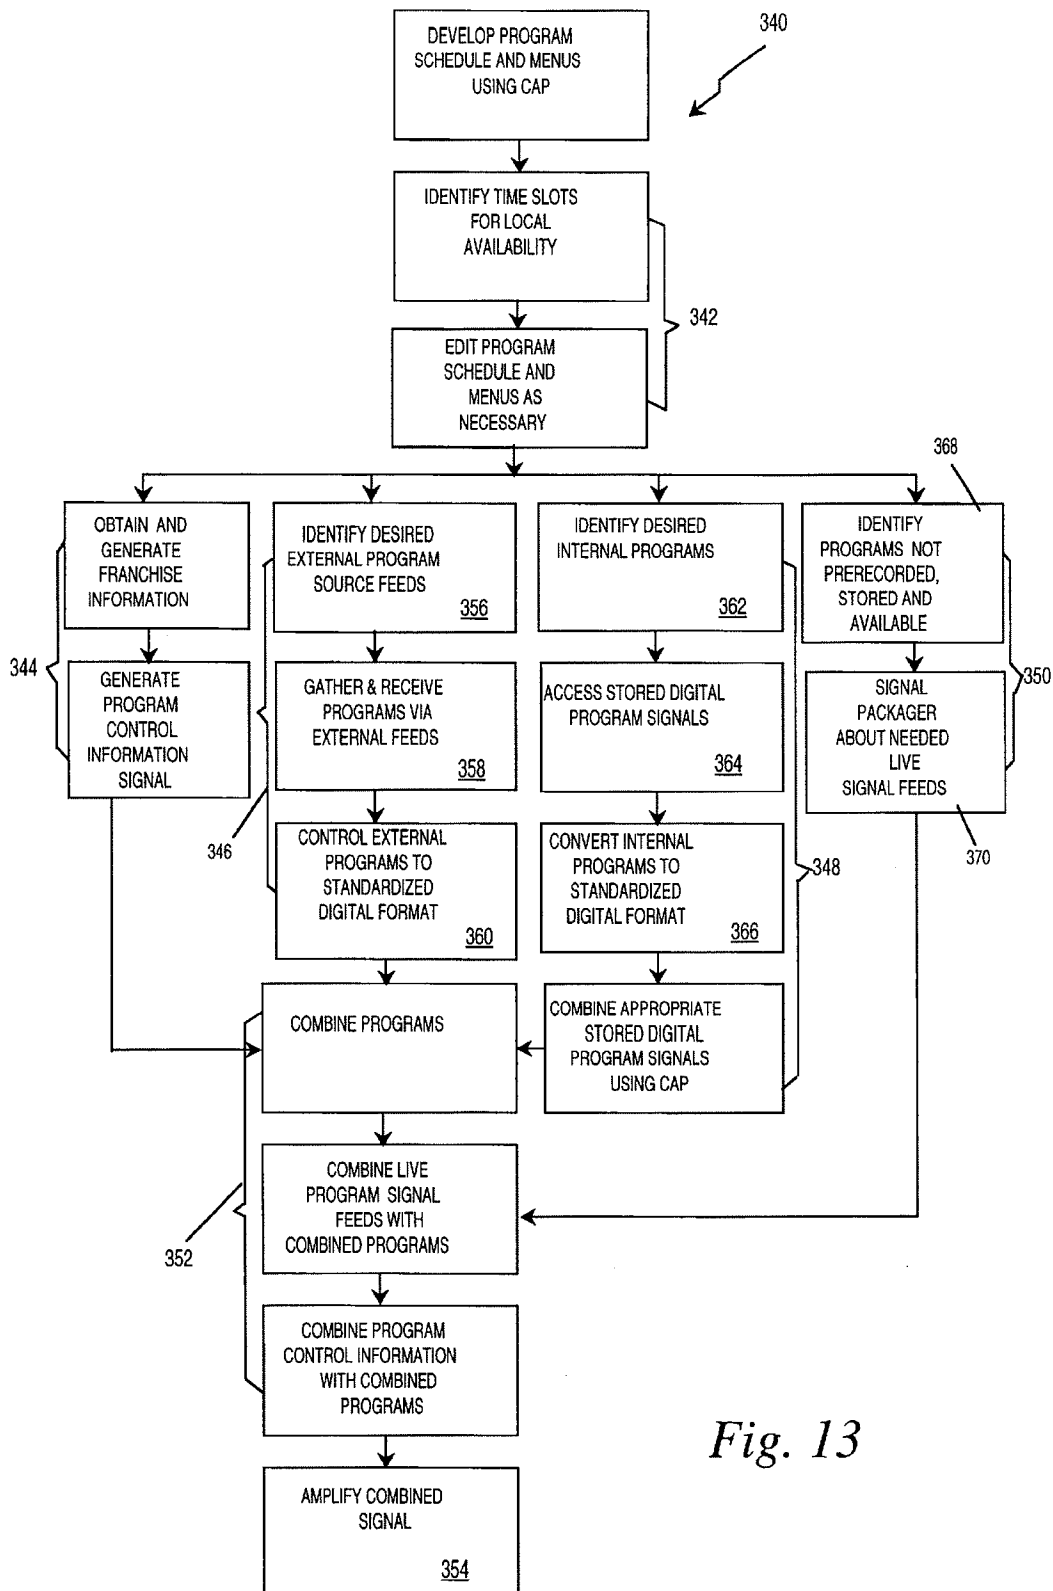 DEVELOP PROGRAM
SCHEDULE AND MENUS
USING CAP
340
IDENTIFY TIME SLOTS
FOR LOCAL
AVAILABILITY
342
EDIT PROGRAM
SCHEDULE AND
MENUS AS
NECESSARY
368
OBTAIN AND
GENERATE
FRANCHISE
INFORMATION
IDENTIFY DESIRED
EXTERNAL PROGRAM
SOURCE FEEDS
356
IDENTIFY DESIRED
INTERNAL PROGRAMS
362
IDENTIFY
PROGRAMS NOT
PRERECORDED,
STORED AND
AVAILABLE
344
350
GENERATE
PROGRAM
CONTROL
INFORMATION
SIGNAL
GATHER & RECEIVE
PROGRAMS VIA
EXTERNAL FEEDS
358
ACCESS STORED DIGITAL
PROGRAM SIGNALS
364
SIGNAL
PACKAGER
ABOUT NEEDED
LIVE
SIGNAL FEEDS
346
370
CONTROL EXTERNAL
PROGRAMS TO
STANDARDIZED
DIGITAL FORMAT
360
CONVERT INTERNAL
PROGRAMS TO
STANDARDIZED
DIGITAL FORMAT
366
348
COMBINE PROGRAMS
COMBINE APPROPRIATE
STORED DIGITAL
PROGRAM SIGNALS
USING CAP
COMBINE LIVE
PROGRAM SIGNAL
FEEDS WITH
COMBINED PROGRAMS
352
COMBINE PROGRAM
CONTROL INFORMATION
WITH COMBINED
PROGRAMS
Fig. 13
AMPLIFY COMBINED
SIGNAL
354